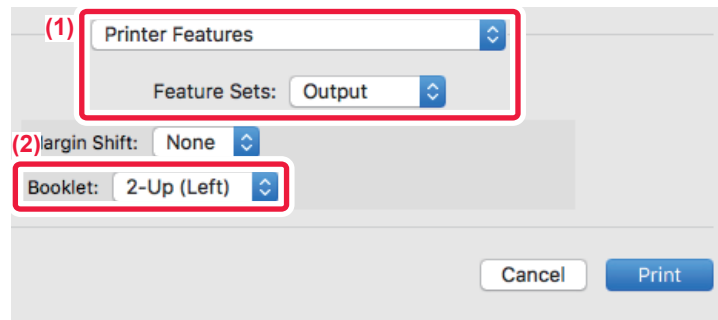 (1)
Printer Features
Feature Sets: Output
(2)
argin Shift: None
Booklet: 2-Up (Left)
Cancel Print